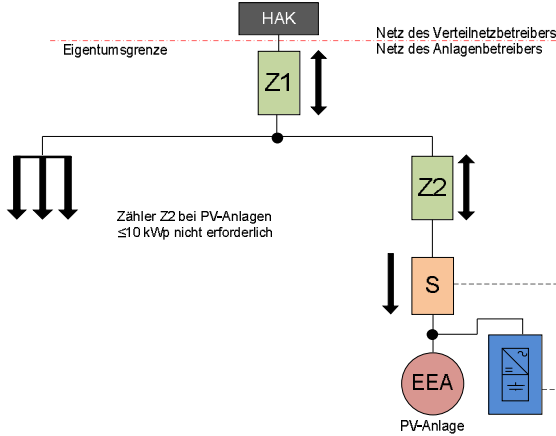 HAK
Netz des Verteilnetzbetreibers
Eigentumsgrenze
Netz des Anlagenbetreibers
Z1
Z2
Zähler Z2 bei PV-Anlagen
≤10 kWp nicht erforderlich
S
EEA
PV-Anlage